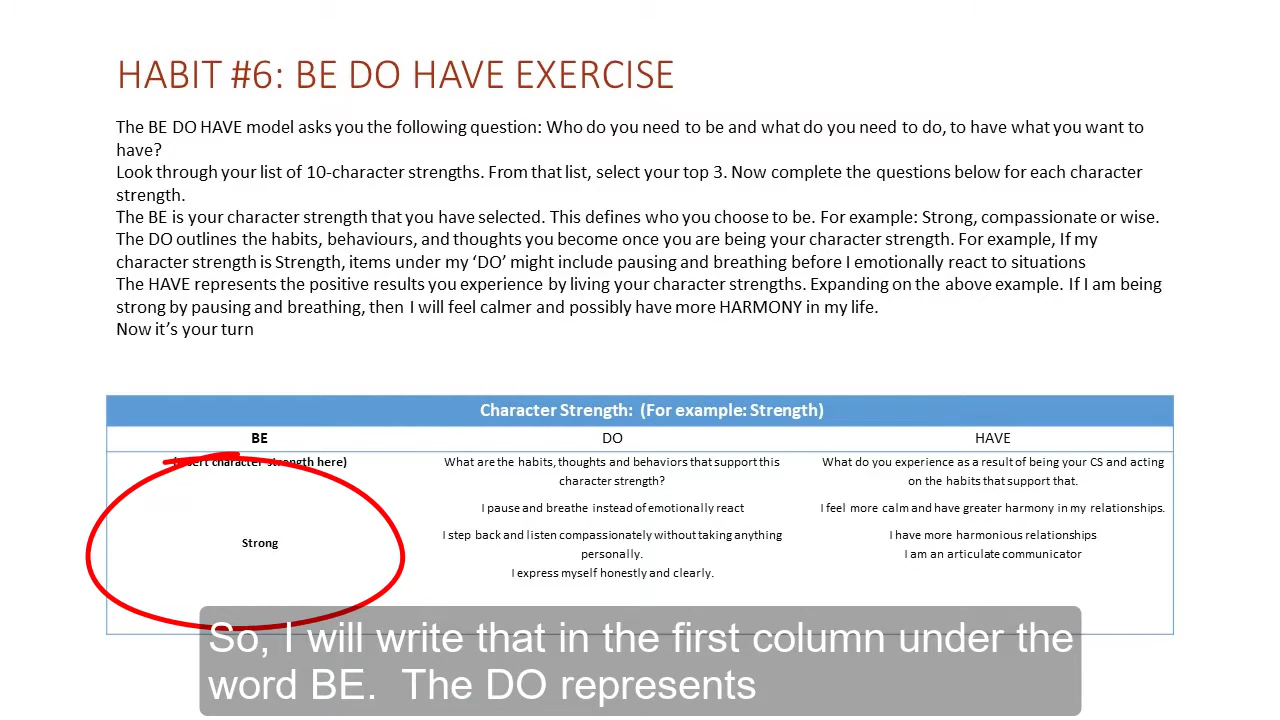 HABIT #6: BE DO HAVE EXERCISE
The BE DO HAVE model asks you the following question: Who do you need to be and what do you need to do, to have what you want to
have?
Look through your list of 10-character strengths. From that list, select your top 3. Now complete the questions below for each character
strength.
The BE is your character strength that you have selected. This defines who you choose to be. For example: Strong, compassionate or wise.
The DO outlines the habits, behaviours, and thoughts you become once you are being your character strength. For example, If my
character strength is Strength, items under my ‘DO’ might include pausing and breathing before I emotionally react to situations
The HAVE represents the positive results you experience by living your character strengths. Expanding on the above example. If I am being
strong by pausing and breathing, then I will feel calmer and possibly have more HARMONY in my life.
Now it’s your turn
Character Strength: (For example: Strength)
BE DO HAVE
(Insert character strength here)
Strong
What are the habits, thoughts and behaviors that support this
character strength?
I pause and breathe instead of emotionally react
I step back and listen compassionately without taking anything
personally.
I express myself honestly and clearly.
What do you experience as a result of being your CS and acting
on the habits that support that.
I feel more calm and have greater harmony in my relationships.
I have more harmonious relationships
I am an articulate communicator
So, I will write that in the first column under the
word BE. The DO represents